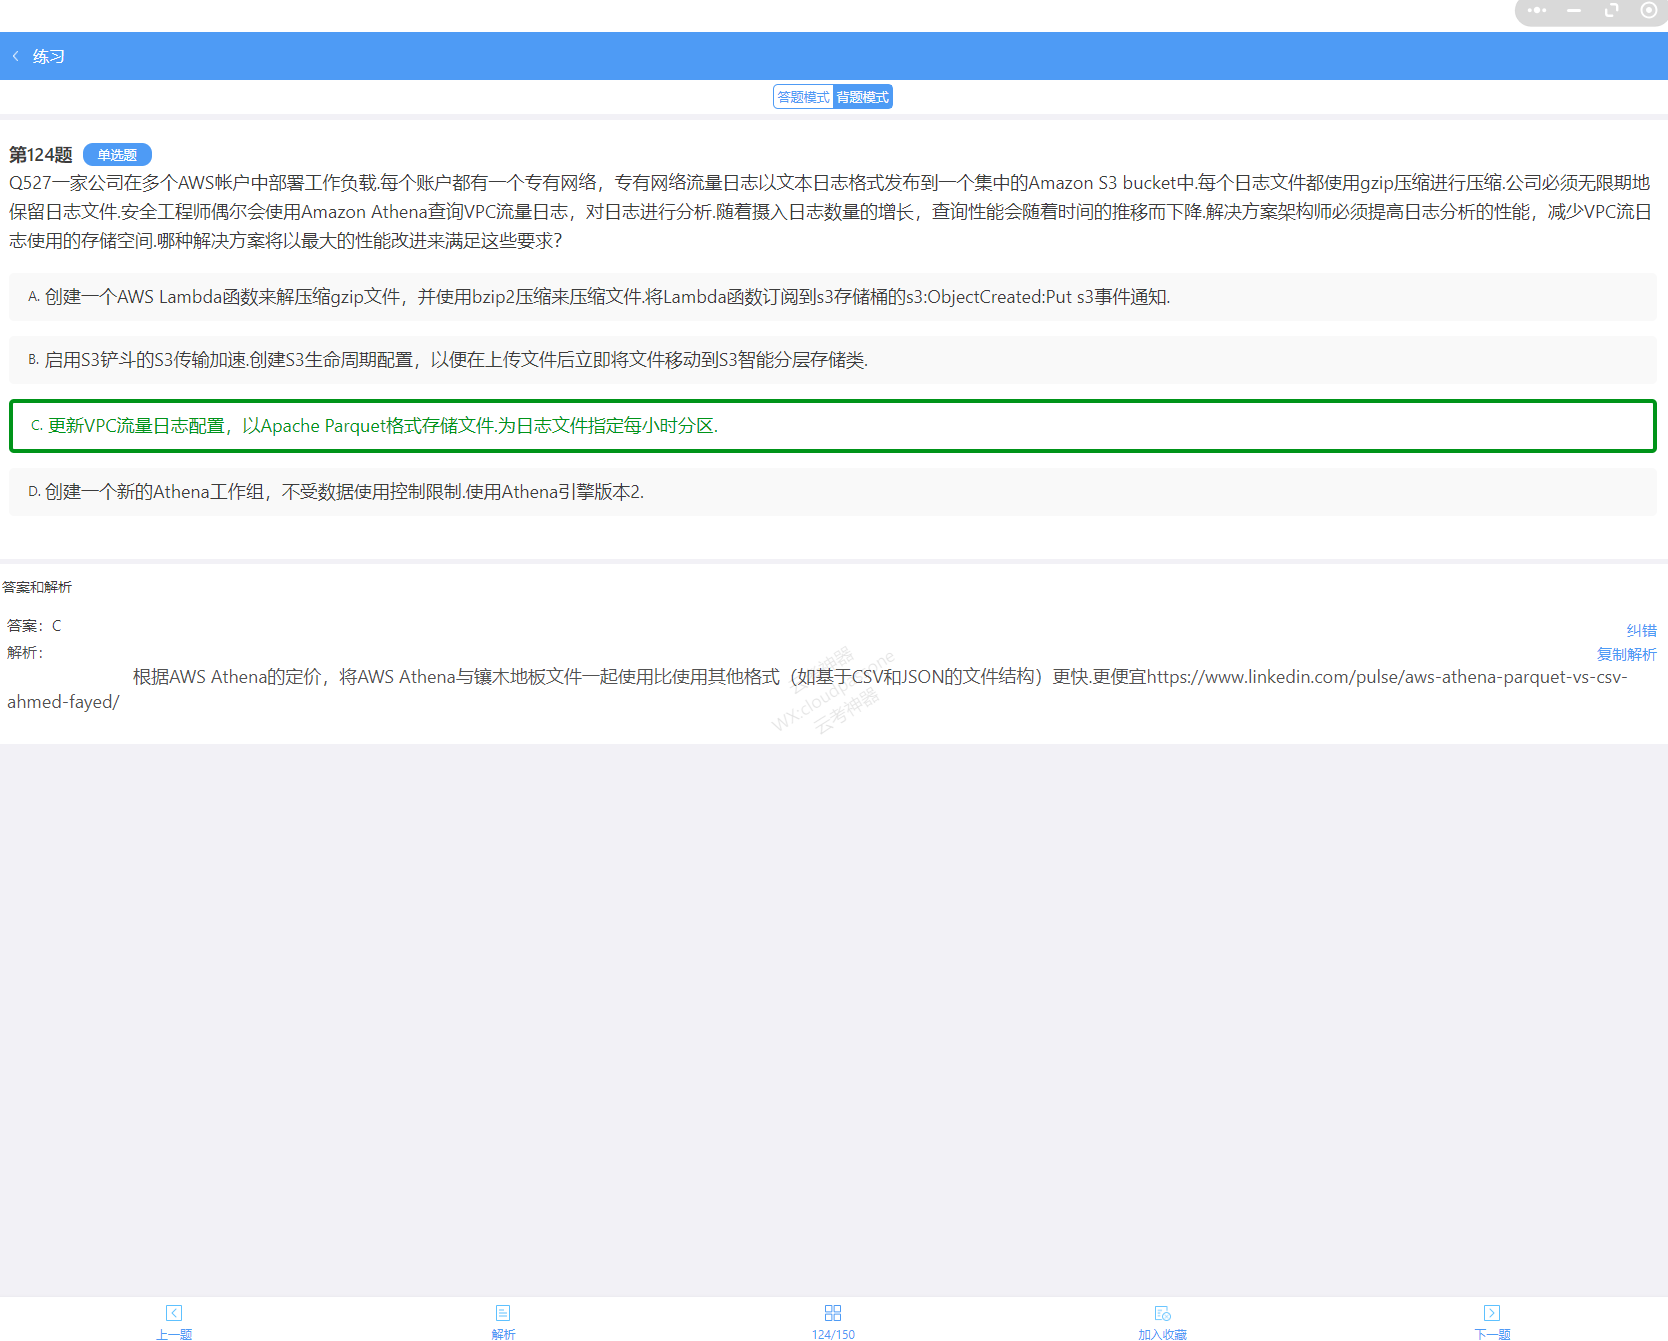 练习
答题模式 背题模式
第124题 单选题
Q527一家公司在多个AWS帐户中部署工作负载.每个账户都有一个专有网络，专有网络流量日志以文本日志格式发布到一个集中的Amazon S3 bucket中.每个日志文件都使用gzip压缩进行压缩.公司必须无限期地
保留日志文件.安全工程师偶尔会使用Amazon Athena查询VPC流量日志，对日志进行分析.随着摄入日志数量的增长，查询性能会随着时间的推移而下降.解决方案架构师必须提高日志分析的性能，减少VPC流日
志使用的存储空间.哪种解决方案将以最大的性能改进来满足这些要求?
A. 创建一个AWS Lambda函数来解压缩gzip文件，并使用bzip2压缩来压缩文件.将Lambda函数订阅到s3存储桶的s3:ObjectCreated:Put s3事件通知.
B. 启用S3铲斗的S3传输加速.创建S3生命周期配置，以便在上传文件后立即将文件移动到S3智能分层存储类.
C. 更新VPC流量日志配置，以Apache Parquet格式存储文件.为日志文件指定每小时分区.
D. 创建一个新的Athena工作组，不受数据使用控制限制.使用Athena引擎版本2.
答案和解析
答案：C
纠错
解析：
复制解析
根据AWS Athena的定价，将AWS Athena与镶木地板文件一起使用比使用其他格式（如基于CSV和JSON的文件结构）更快.更便宜https://www.linkedin.com/pulse/aws-athena-parquet-vs-csv-
ahmed-fayed/
云考神器
上一题 解析 124/150 加入收藏 下一题